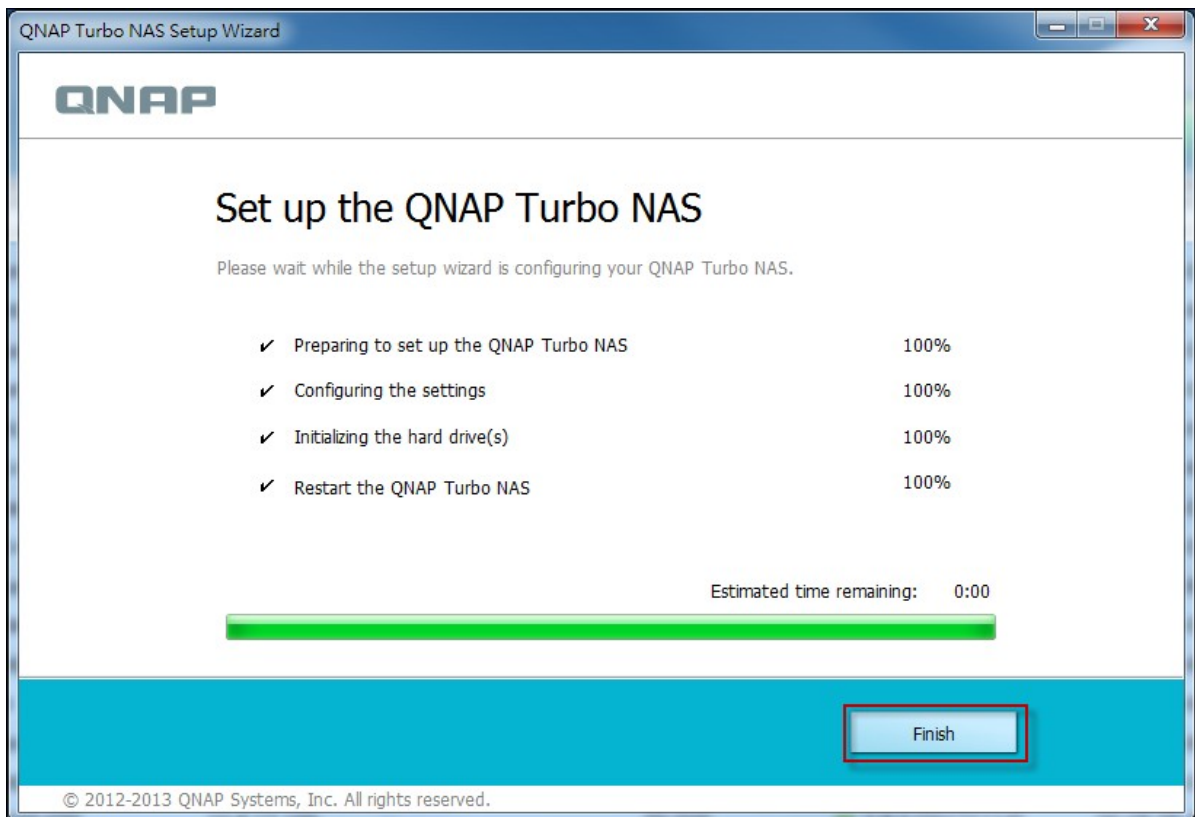 QNAP Turbo NAS Setup Wizard
QNAP
Set up the QNAP Turbo NAS
Please wait while the setup wizard is configuring your QNAP Turbo NAS.
✔ Preparing to set up the QNAP Turbo NAS 100%
✔ Configuring the settings 100%
✔ Initializing the hard drive(s) 100%
✔ Restart the QNAP Turbo NAS 100%
Estimated time remaining: 0:00
Finish
© 2012-2013 QNAP Systems, Inc. All rights reserved.